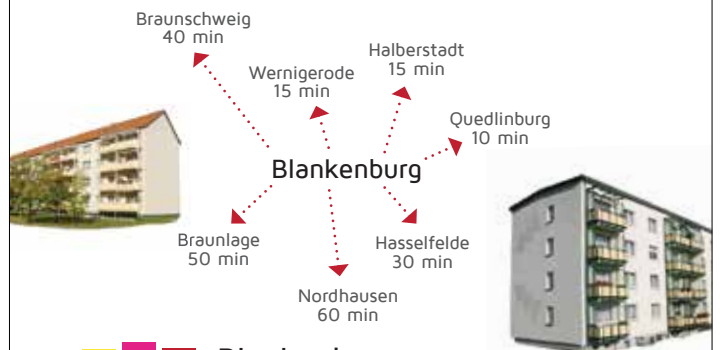 Braunschweig
40 min
Halberstadt
15 min
Wernigerode
15 min
Quedlinburg
10 min
Blankenburg
Braunlage
50 min
Hasselfelde
30 min
Nordhausen
60 min